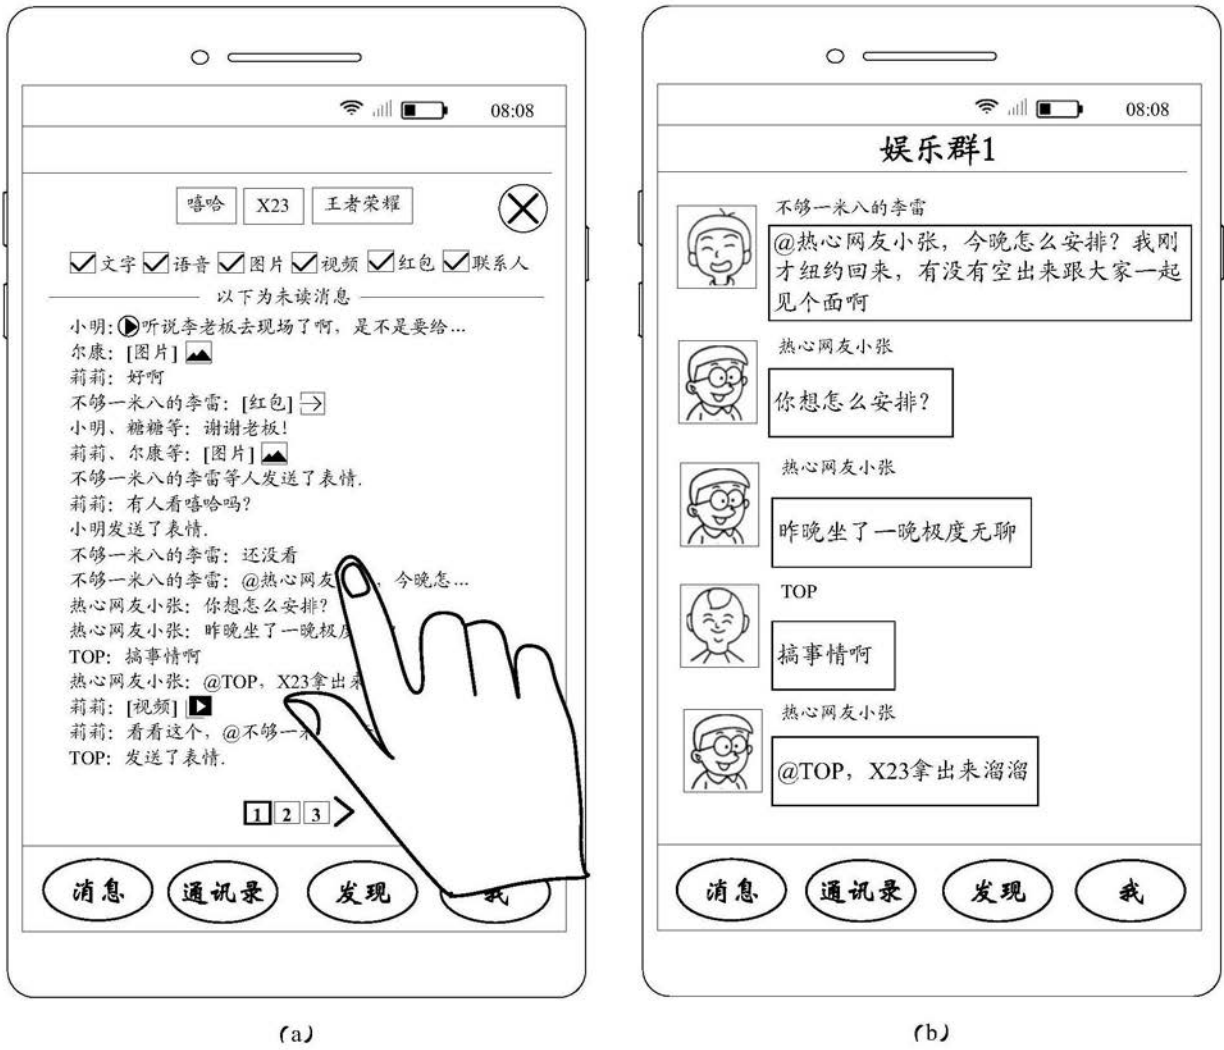 08:08
嘻哈 X23 王者荣耀
文字 语音 图片 视频 红包 联系人
以下为未读消息
小明: 听说李老板去现场了啊, 是不是要给...
尔康: [图片]
莉莉: 好啊
不够一米八的李雷: [红包]
小明、糖糖等: 谢谢老板!
莉莉、尔康等: [图片]
不够一米八的李雷等人发送了表情.
莉莉: 有人看嘻哈吗?
小明发送了表情.
不够一米八的李雷: 还没看
不够一米八的李雷: @热心网友 , 今晚怎...
热心网友小张: 你想怎么安排?
热心网友小张: 昨晚坐了一晚极度
TOP: 搞事情啊
热心网友小张: @TOP, X23拿出来
莉莉: [视频]
莉莉: 看看这个, @不够一米
TOP: 发送了表情.
1 2 3
消息 通讯录 发现 我
(a)
08:08
娱乐群1
不够一米八的李雷
@热心网友小张, 今晚怎么安排? 我刚
才纽约回来, 有没有空出来跟大家一起
见个面啊
热心网友小张
你想怎么安排?
热心网友小张
昨晚坐了一晚极度无聊
TOP
搞事情啊
热心网友小张
@TOP, X23拿出来溜溜
消息 通讯录 发现 我
(b)